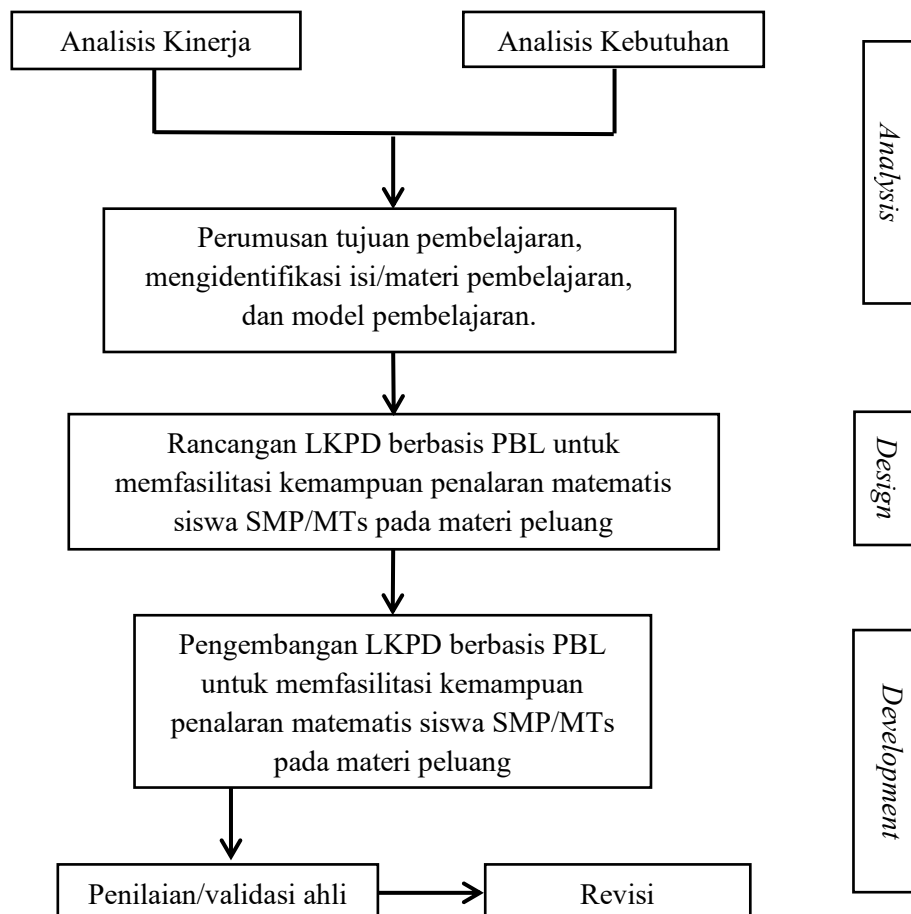 Analisis Kinerja
Analisis Kebutuhan
Analysis
Perumusan tujuan pembelajaran,
mengidentifikasi isi/materi pembelajaran,
dan model pembelajaran.
Rancangan LKPD berbasis PBL untuk
memfasilitasi kemampuan penalaran matematis
siswa SMP/MTs pada materi peluang
Design
Pengembangan LKPD berbasis PBL
untuk memfasilitasi kemampuan
penalaran matematis siswa SMP/MTs
pada materi peluang
Development
Penilaian/validasi ahli
Revisi